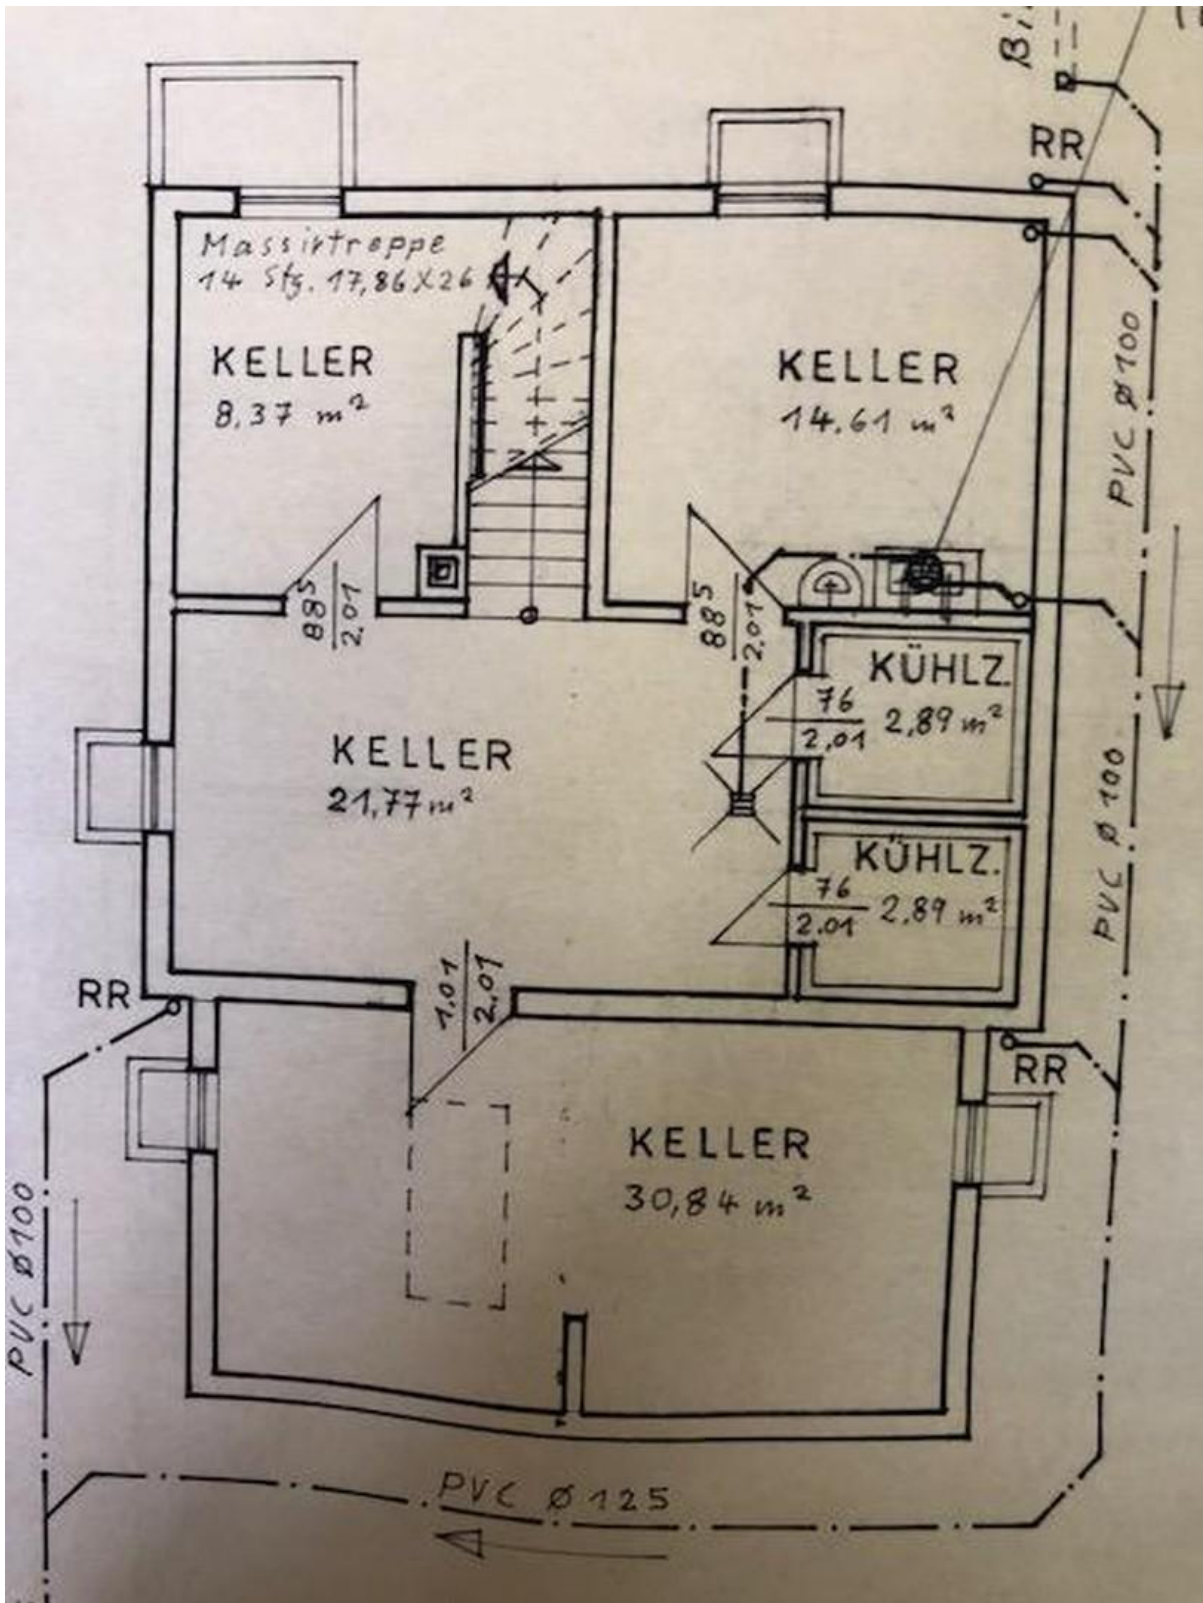 RR
Massivtreppe
14 Stg. 17,86 X 26
KELLER
8,37 m²
KELLER
14.61 m²
PVC Ø 100
88⁵
2.01
88⁵
2.01
KÜHLZ.
76
2,01
2,89 m²
KELLER
21,77 m²
PVC Ø 100
KÜHLZ.
76
2.01
2,89 m²
RR
1.01
2.01
RR
KELLER
30,84 m²
PVC Ø 100
PVC Ø 125